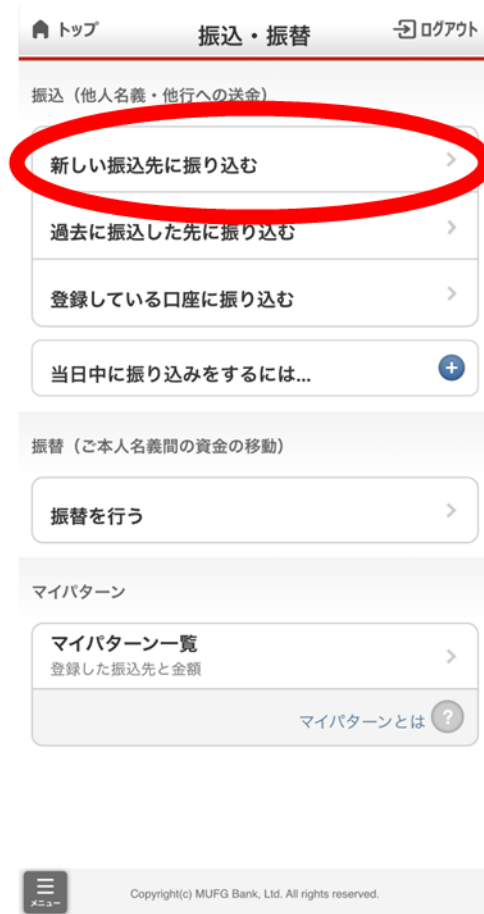 トップ
振込・振替
ログアウト
振込（他人名義・他行への送金）
新しい振込先に振り込む
過去に振込した先に振り込む
登録している口座に振り込む
当日中に振り込みをするには...
振替（ご本人名義間の資金の移動）
振替を行う
マイパターン
マイパターン一覧
登録した振込先と金額
マイパターンとは ?
メニュー
Copyright(c) MUFG Bank, Ltd. All rights reserved.